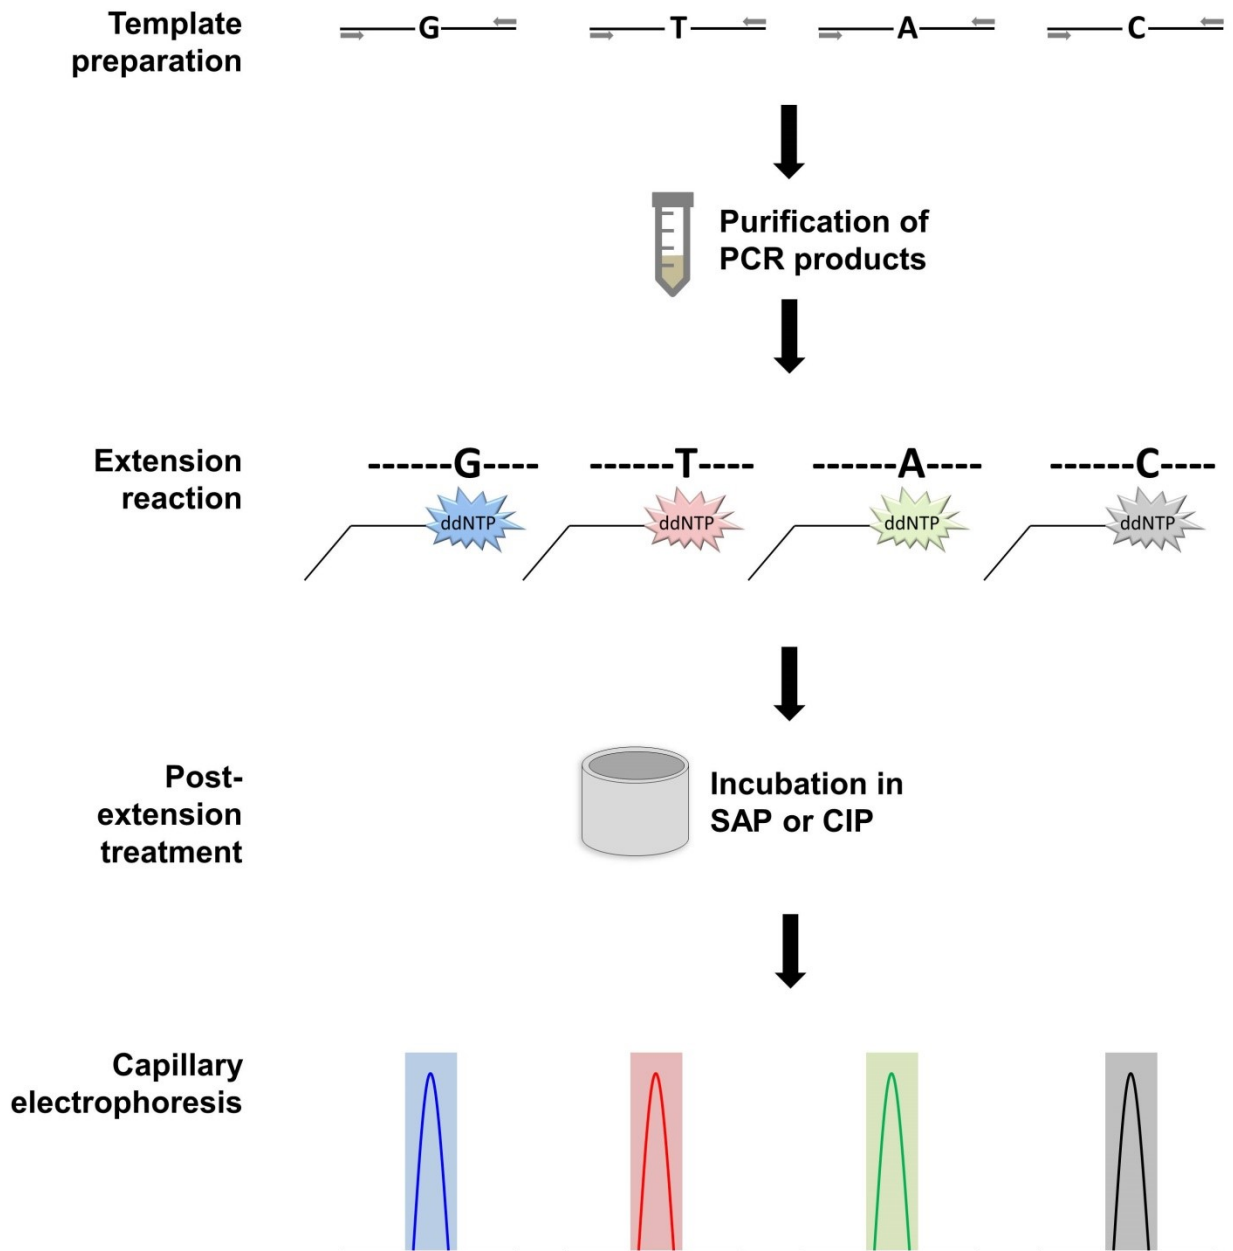 Template
preparation
G T A C
Purification of
PCR products
Extension
reaction
------G---- ------T---- ------A---- ------C----
ddNTP ddNTP ddNTP ddNTP
Post-
extension
treatment
Incubation in
SAP or CIP
Capillary
electrophoresis